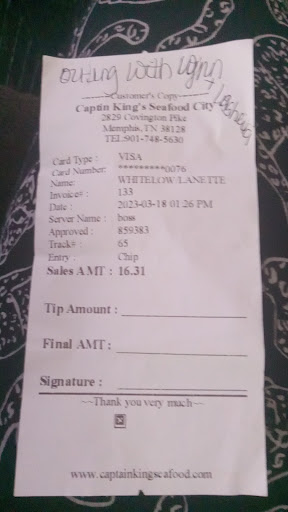 outing with
-----Customer's Copy-----
Captin King's Seafood City
2829 Covington Pike
Memphis,TN 38128
TEL:901-748-5630
Card Type : VISA
Card Number: *********0076
Name: WHITELOW/LANETTE
Invoice# : 133
Date : 2023-03-18 01:26 PM
Server Name : boss
Approved : 859383
Track# : 65
Entry : Chip
Sales AMT : 16.31
Tip Amount :
Final AMT :
Signature :
~~Thank you very much~~
www.captainkingseafood.com